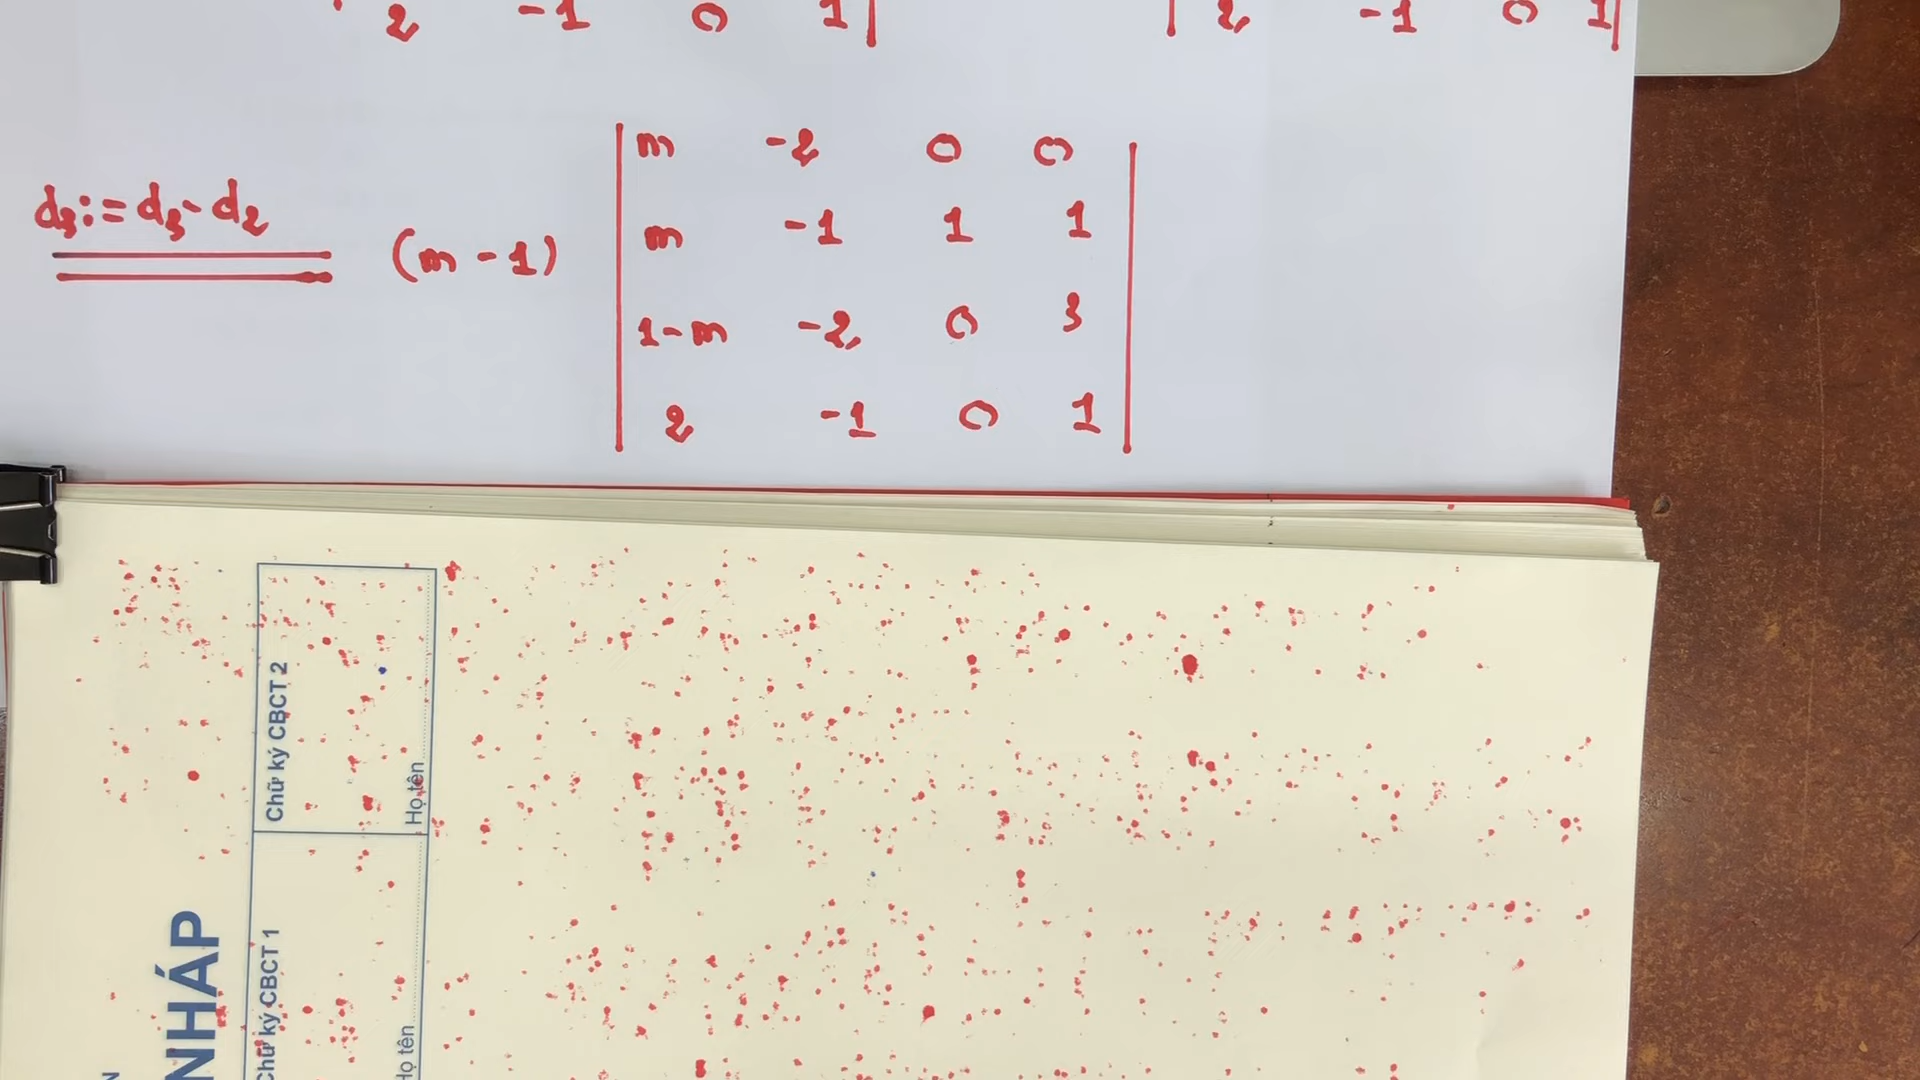 2 -1 0 1| |2 -1 0 1|
d₃:=d₃-d₂ (m-1)
|m -2 0 0|
|m -1 1 1|
|1-m -2 0 3|
|2 -1 0 1|
Chữ ký CBCT 2
Họ tên
NHÁP
Chữ ký CBCT 1
Họ tên
N